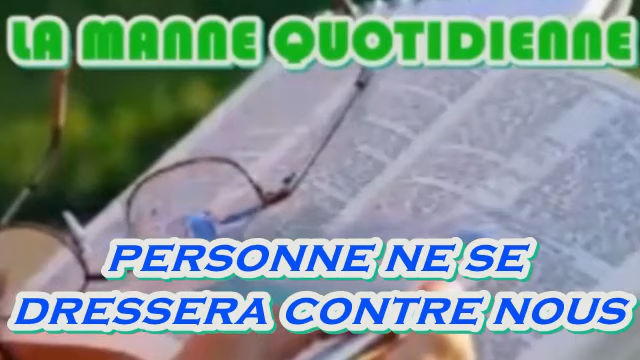 LA MANNE QUOTIDIENNE
PERSONNE NE SE
DRESSERA CONTRE NOUS